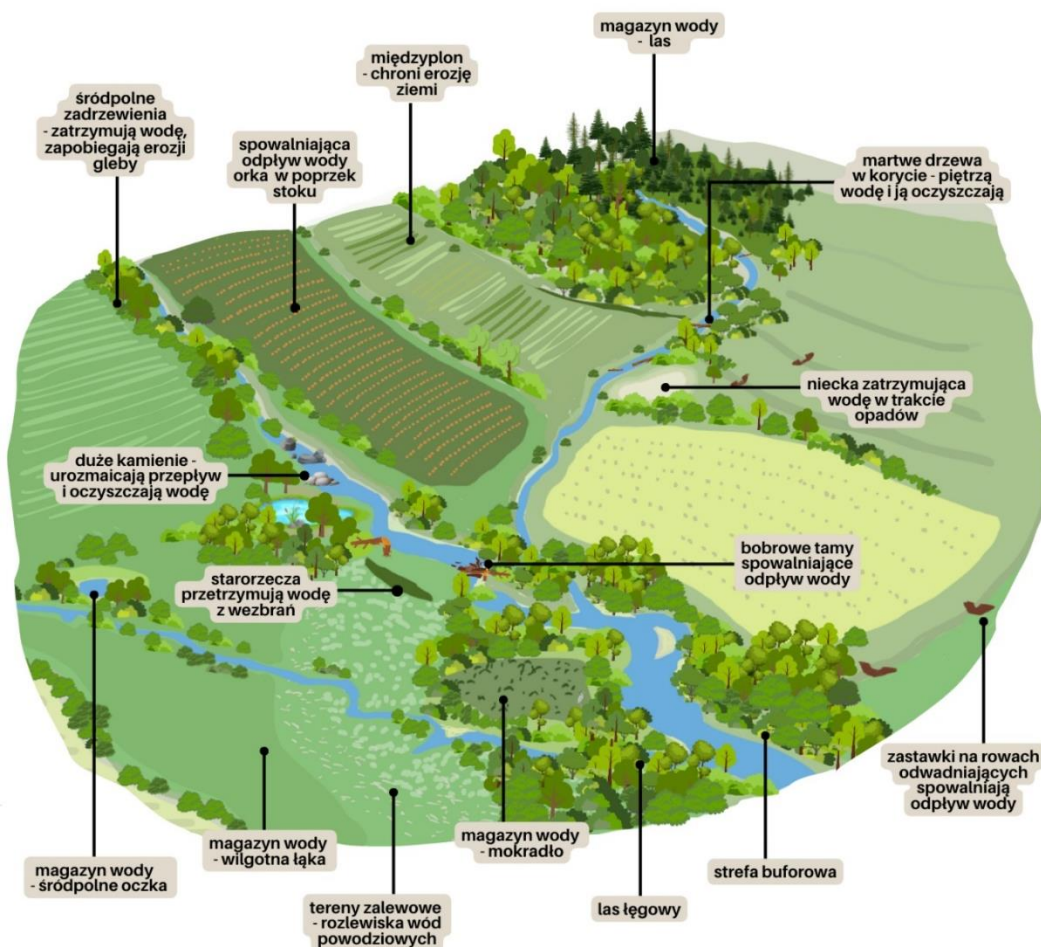 magazyn wody
- las
międzyplon
- chroni erozję
ziemi
śródpolne
zadrzewienia
- zatrzymują wodę,
zapobiegają erozji
gleby
spowalniająca
odpływ wody
orka w poprzek
stoku
martwe drzewa
w korycie - piętrzą
wodę i ją oczyszczają
niecka zatrzymująca
wodę w trakcie
opadów
duże kamienie -
urozmaicają przepływ
i oczyszczają wodę
bobrowe tamy
spowalniające
odpływ wody
starorzecza
przetrzymują wodę
z wezbrań
zastawki na rowach
odwadniających
spowalniają
odpływ wody
magazyn wody
- śródpolne oczka
magazyn wody
- wilgotna łąka
magazyn wody
- mokradło
strefa buforowa
tereny zalewowe
- rozlewiska wód
powodziowych
las łęgowy